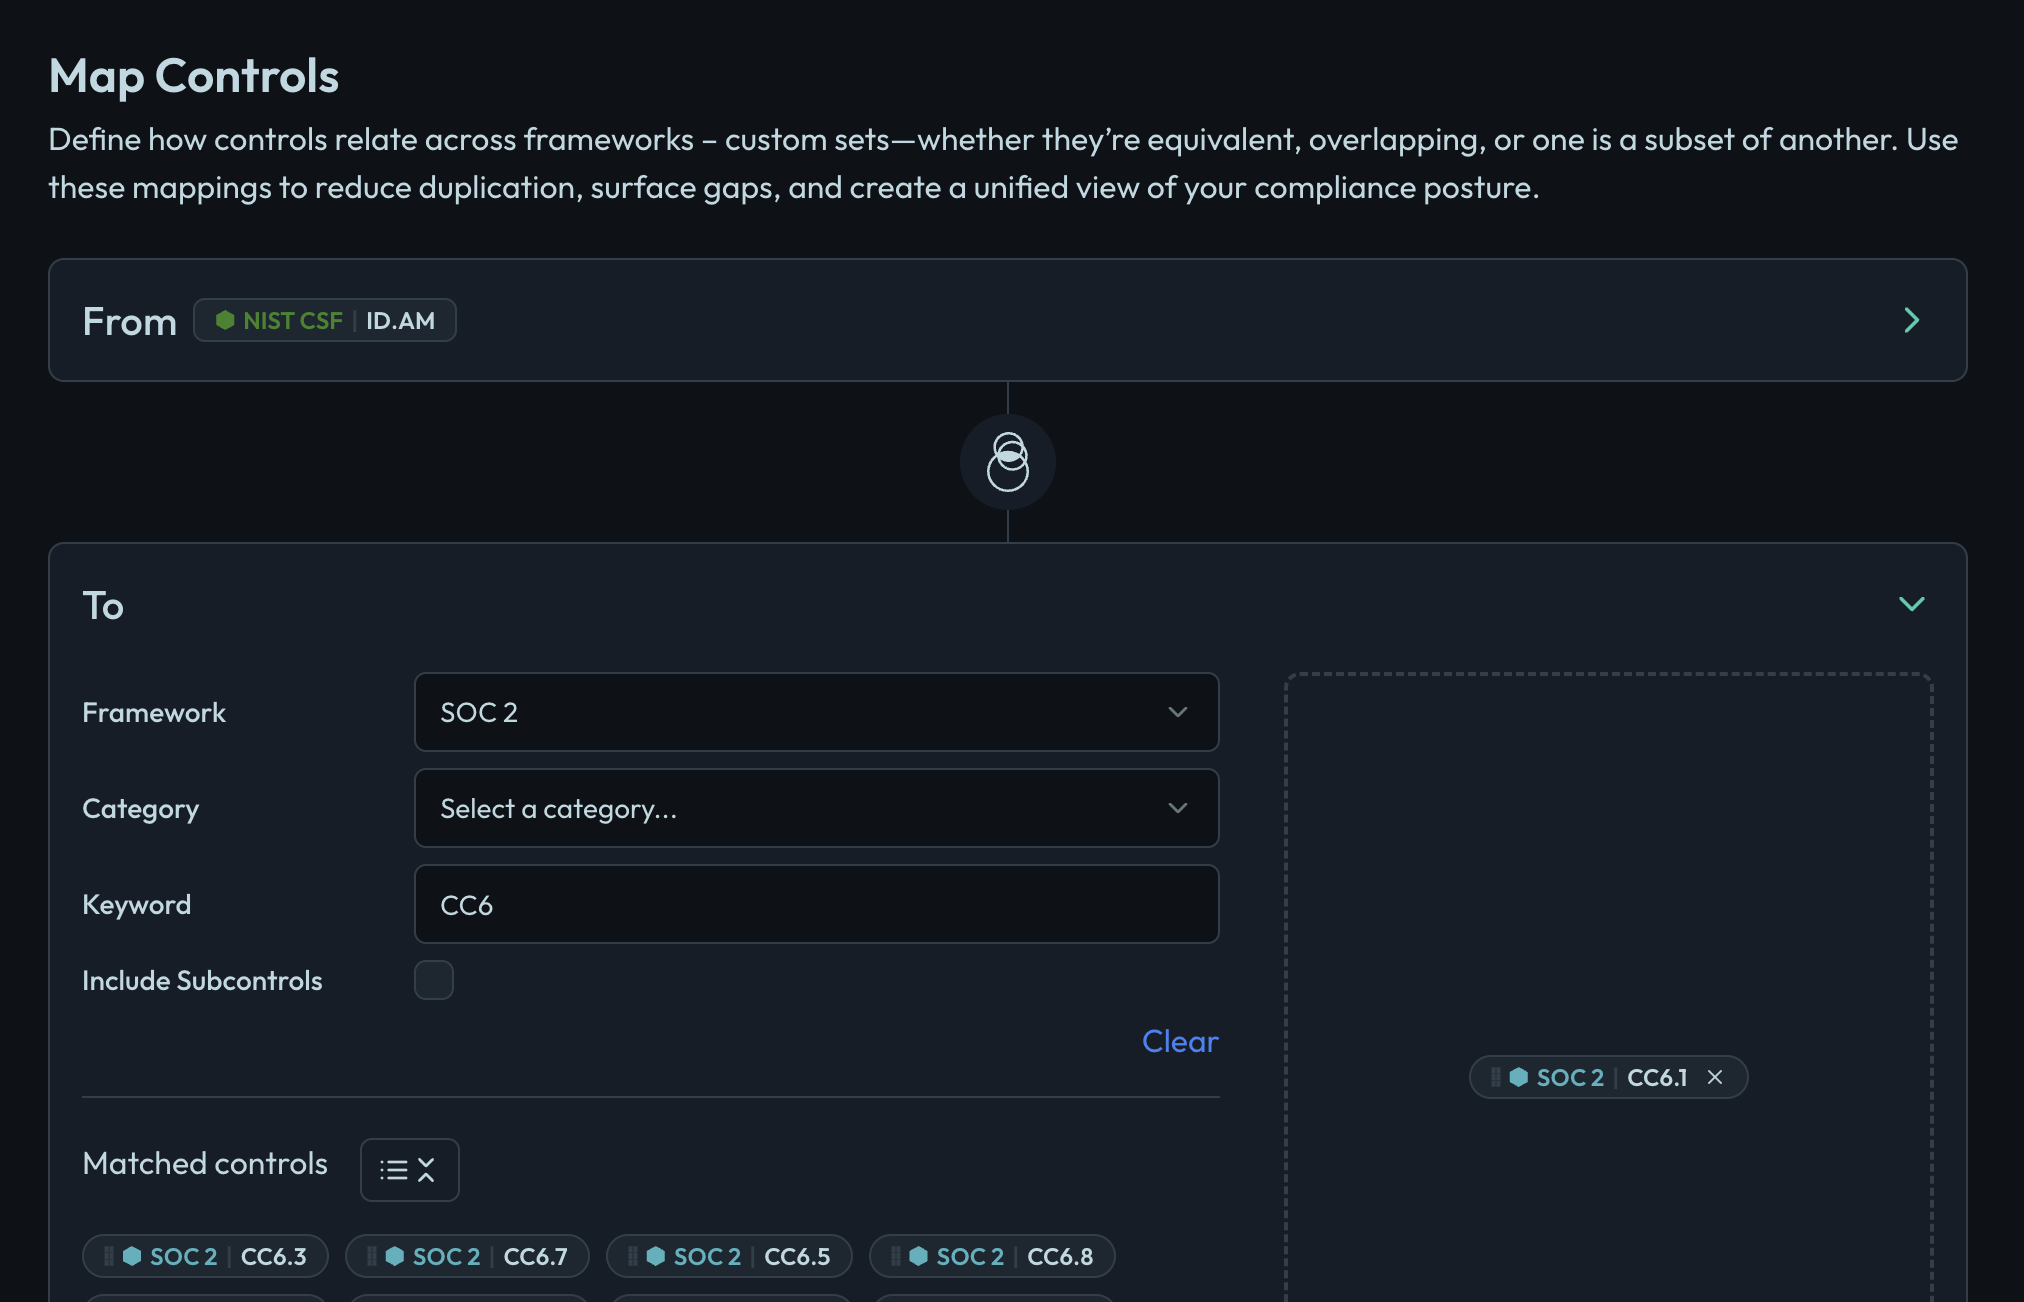 Map Controls
Define how controls relate across frameworks – custom sets—whether they’re equivalent, overlapping, or one is a subset of another. Use
these mappings to reduce duplication, surface gaps, and create a unified view of your compliance posture.
From NIST CSF | ID.AM
To
Framework SOC 2
Category Select a category...
Keyword CC6
Include Subcontrols
Clear
SOC 2 | CC6.1
Matched controls
SOC 2 | CC6.3 SOC 2 | CC6.7 SOC 2 | CC6.5 SOC 2 | CC6.8